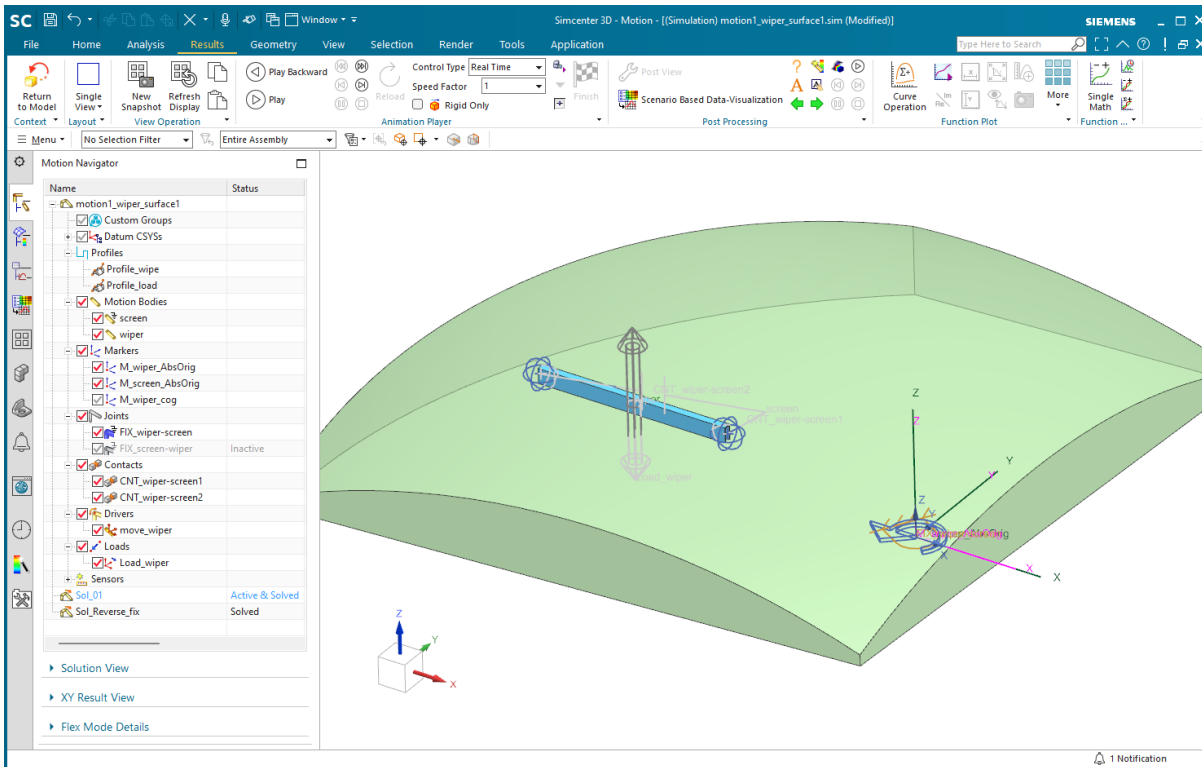 SC Window Simcenter 3D - Motion - [(Simulation) motion1_wiper_surface1.sim (Modified)] SIEMENS
File Home Analysis Results Geometry View Selection Render Tools Application Type Here to Search
Return to Model
Single View
New Snapshot
Refresh Display
Play Backward
Play
Reload
Control Type Real Time
Speed Factor 1
Rigid Only
Finish
Post View
Scenario Based Data-Visualization
Curve Operation
More
Single Math
Context Layout View Operation Animation Player Post Processing Function Plot Function ...
Menu No Selection Filter Entire Assembly
Motion Navigator
Name Status
motion1_wiper_surface1
Custom Groups
Datum CSYSs
Profiles
Profile_wipe
Profile_load
Motion Bodies
screen
wiper
Markers
M_wiper_AbsOrig
M_screen_AbsOrig
M_wiper_cog
Joints
FIX_wiper-screen
FIX_screen-wiper Inactive
Contacts
CNT_wiper-screen1
CNT_wiper-screen2
Drivers
move_wiper
Loads
Load_wiper
Sensors
Sol_01 Active & Solved
Sol_Reverse_fix Solved
Solution View
XY Result View
Flex Mode Details
CNT_wiper-screen2
screen
CNT_wiper-screen1
Load_wiper
Z
Z
Y
Y
Z
X
X
X
Z
Y
X
1 Notification